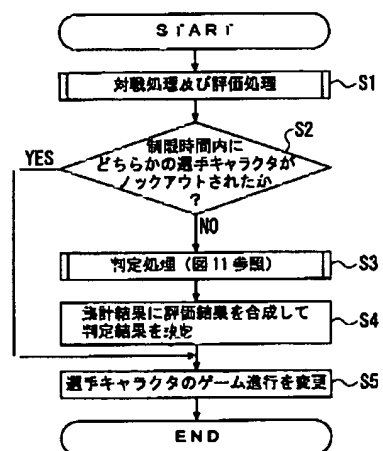 START
対戦処理及び評価処理
S1
制限時間内に
どちらかの選手キャラクタが
ノックアウトされたか
?
S2
YES
NO
判定処理(図11参照)
S3
集計結果に評価結果を合成して
判定結果を決定
S4
選手キャラクタのゲーム進行を変更
S5
END